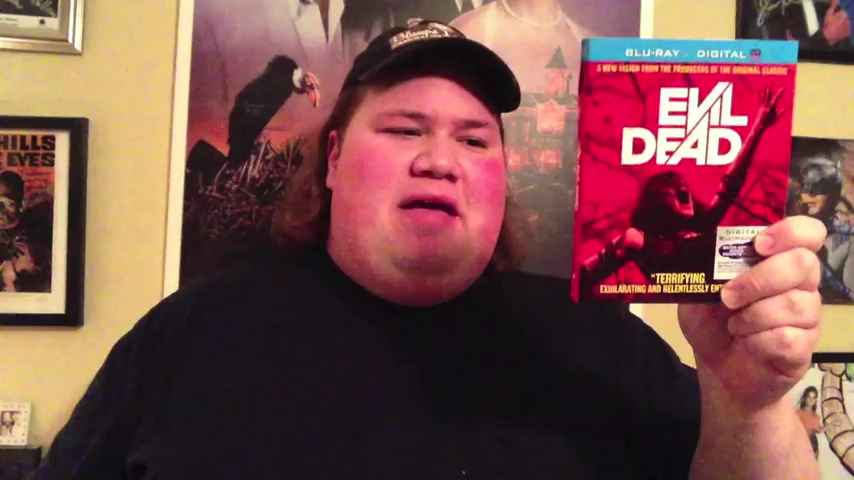 HILLS
EYES
BLU-RAY + DIGITAL
A NEW VISION FROM THE PRODUCERS OF THE ORIGINAL CLASSIC
EVIL
DEAD
DIGITAL
"TERRIFYING
EXHILARATING AND RELENTLESSLY